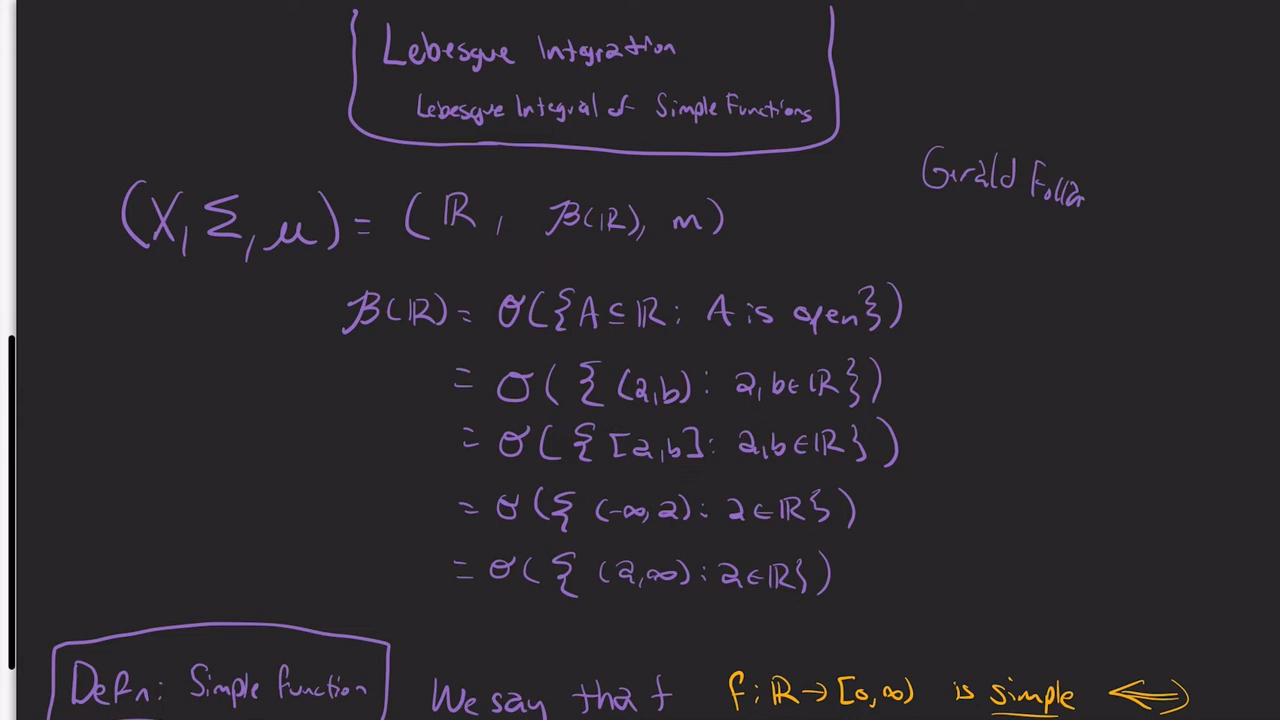 Lebesgue Integration
Lebesgue Integral of Simple Functions
Gerald Follan
(X, Σ, μ) = (ℝ, 𝓑(ℝ), m)
𝓑(ℝ) = σ({A ⊆ ℝ : A is open})
= σ({(a,b) : a,b ∈ ℝ})
= σ({[a,b] : a,b ∈ ℝ})
= σ({(-∞,a) : a ∈ ℝ})
= σ({(a,∞) : a ∈ ℝ})
Defn: Simple Function We say that f : ℝ → [0,∞) is simple ⟺